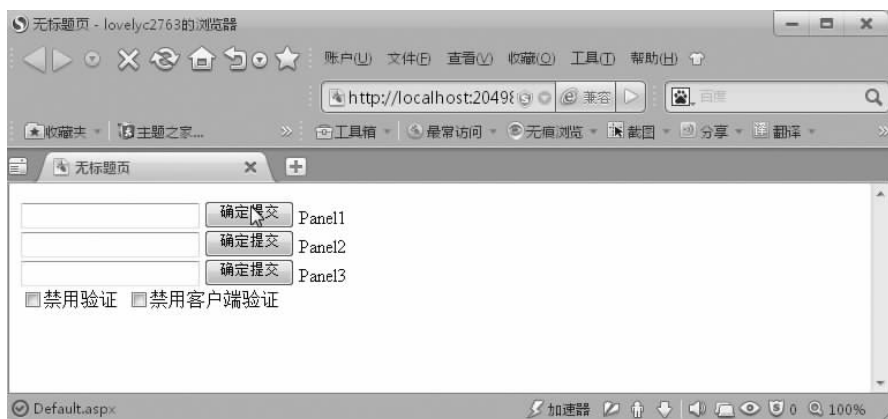 无标题页 - lovelyc2763的浏览器
账户(U) 文件(F) 查看(V) 收藏(O) 工具(T) 帮助(H)
http://localhost:20498 兼容 百度
收藏夹 主题之家... 工具箱 最常访问 无痕浏览 截图 分享 翻译
无标题页
确定提交 Panel1
确定提交 Panel2
确定提交 Panel3
禁用验证 禁用客户端验证
Default.aspx 加速器 0 100%